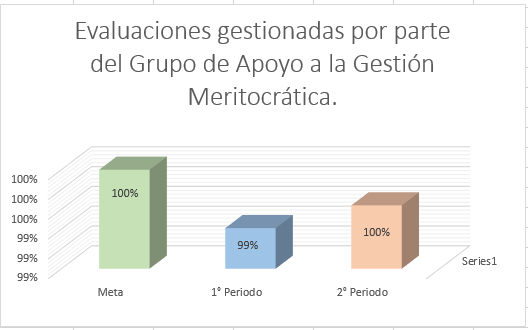 Evaluaciones gestionadas por parte
del Grupo de Apoyo a la Gestión
Meritocrática.
100%
100%
100%
99%
99%
99%
100%
99%
100%
Series1
Meta
1° Periodo
2° Periodo